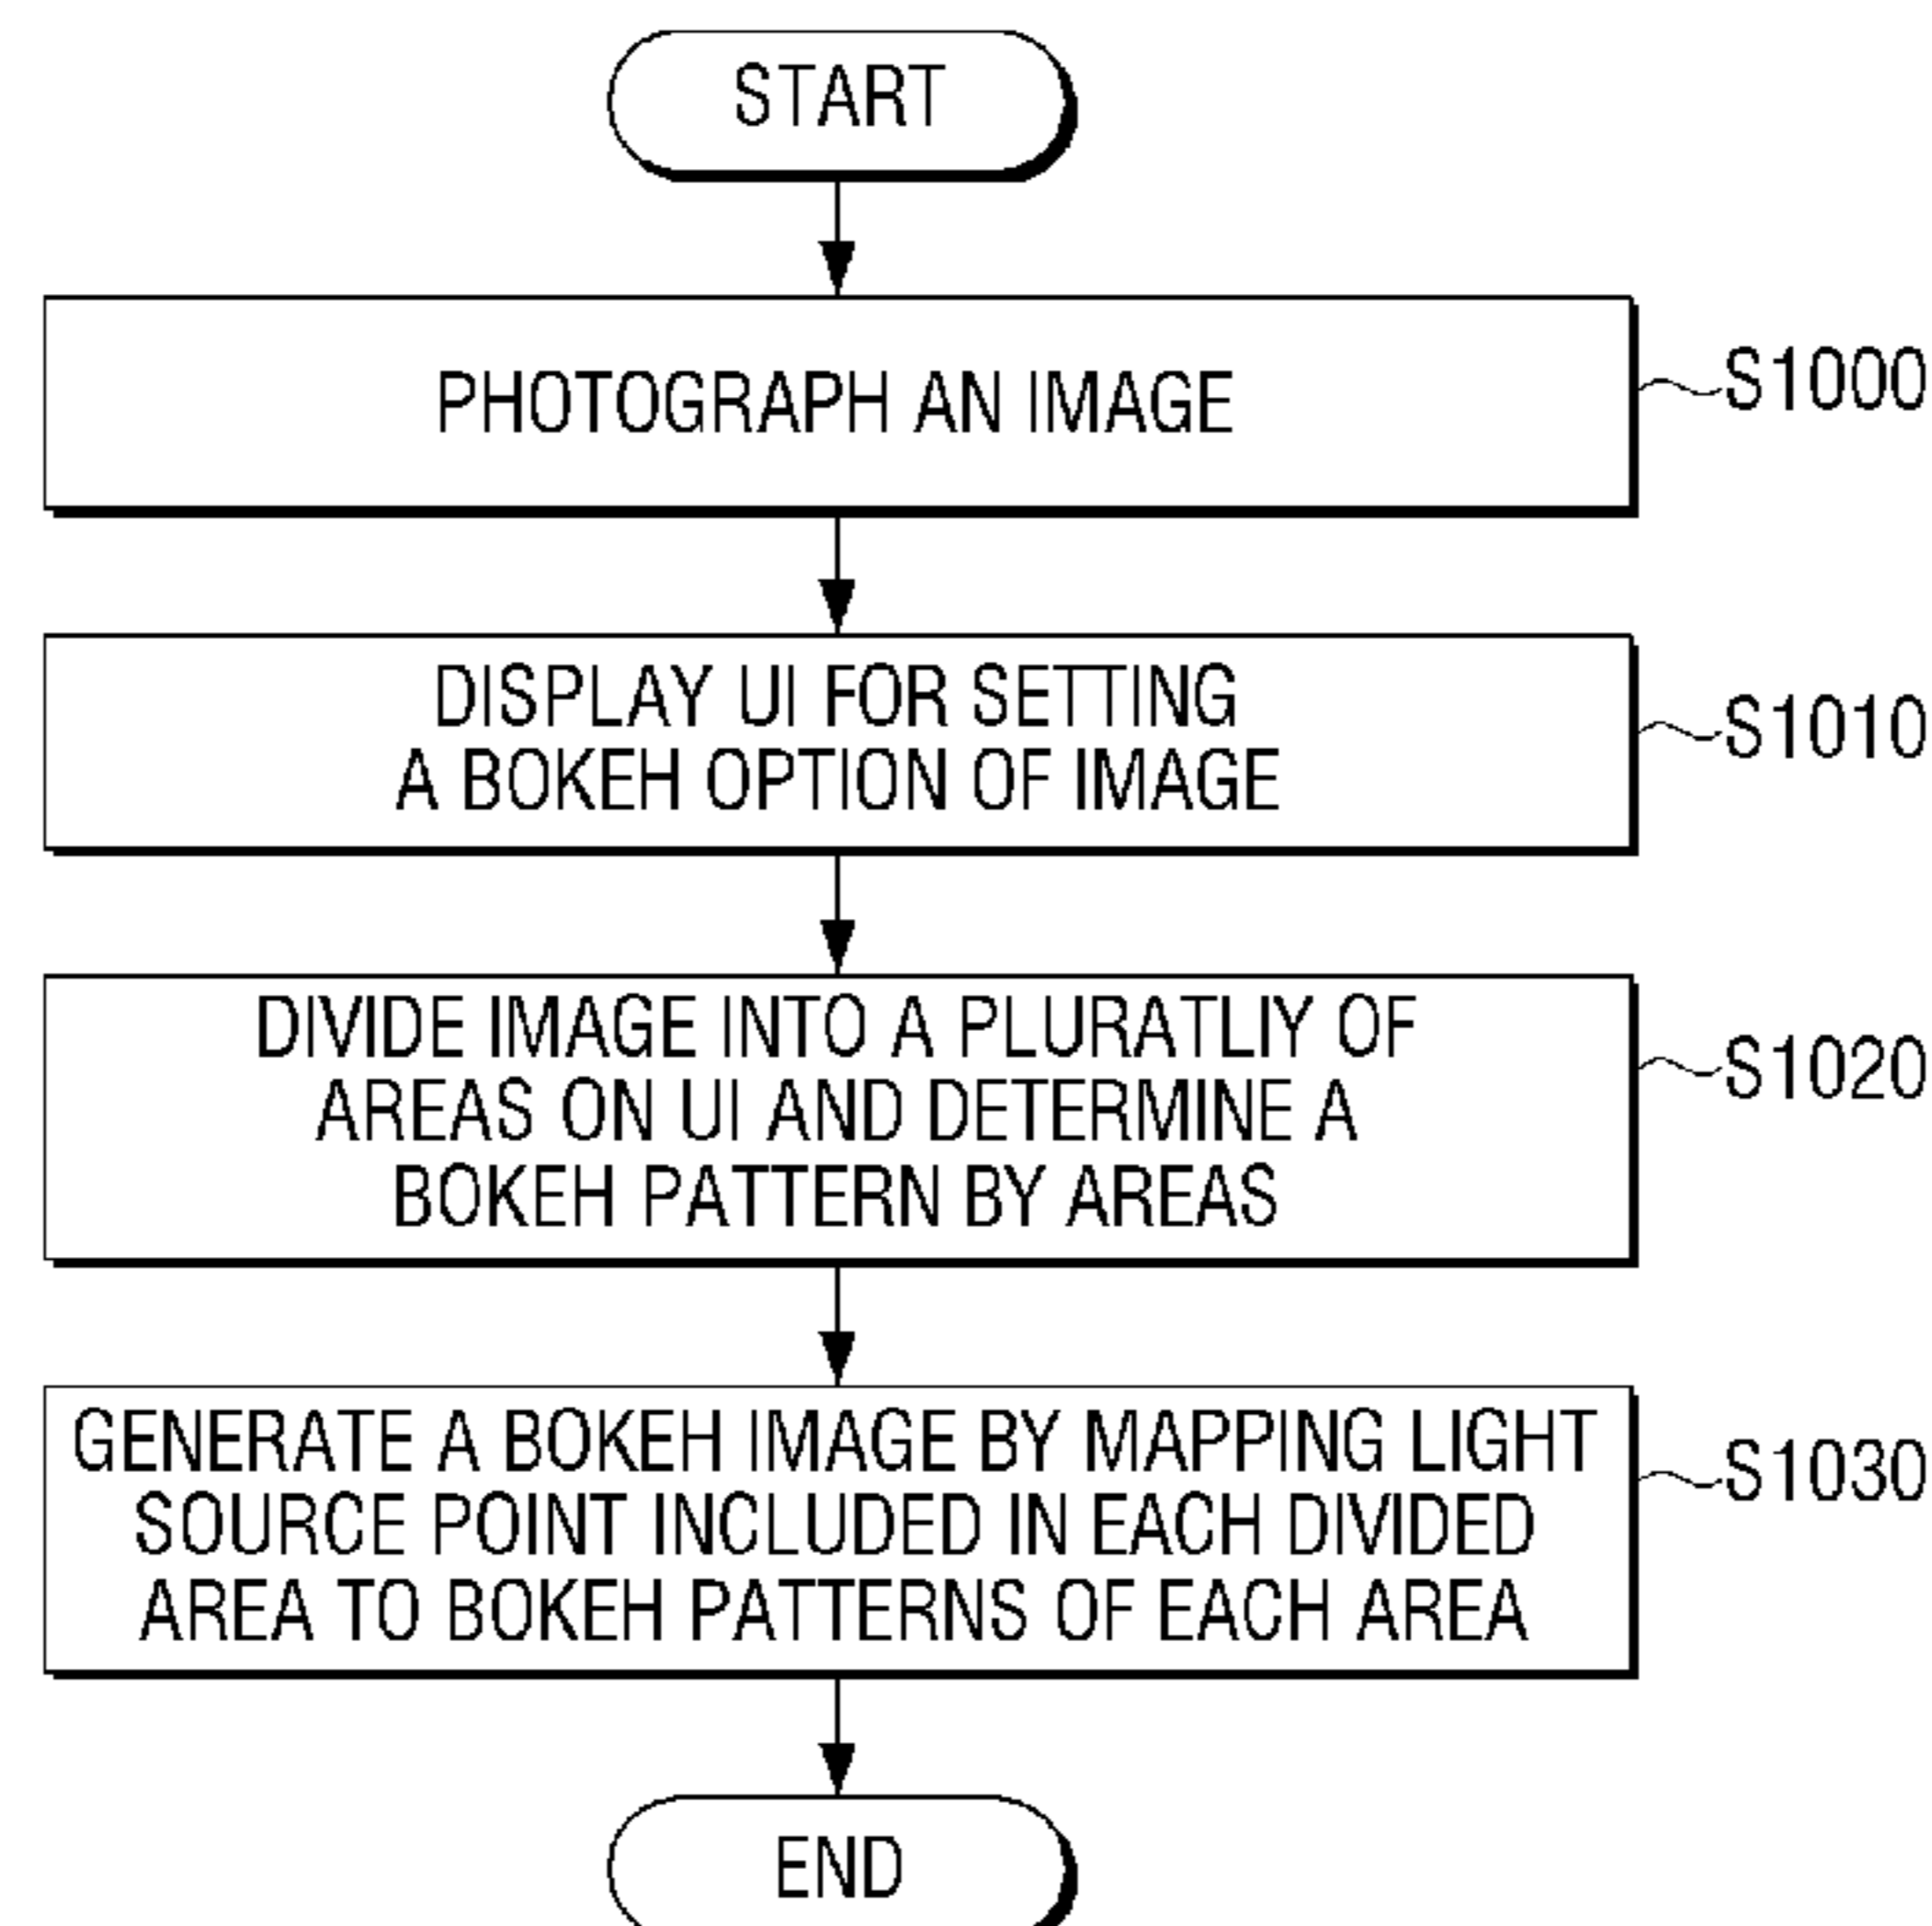 START
PHOTOGRAPH AN IMAGE
S1000
DISPLAY UI FOR SETTING
A BOKEH OPTION OF IMAGE
S1010
DIVIDE IMAGE INTO A PLURATLIY OF
AREAS ON UI AND DETERMINE A
BOKEH PATTERN BY AREAS
S1020
GENERATE A BOKEH IMAGE BY MAPPING LIGHT
SOURCE POINT INCLUDED IN EACH DIVIDED
AREA TO BOKEH PATTERNS OF EACH AREA
S1030
END